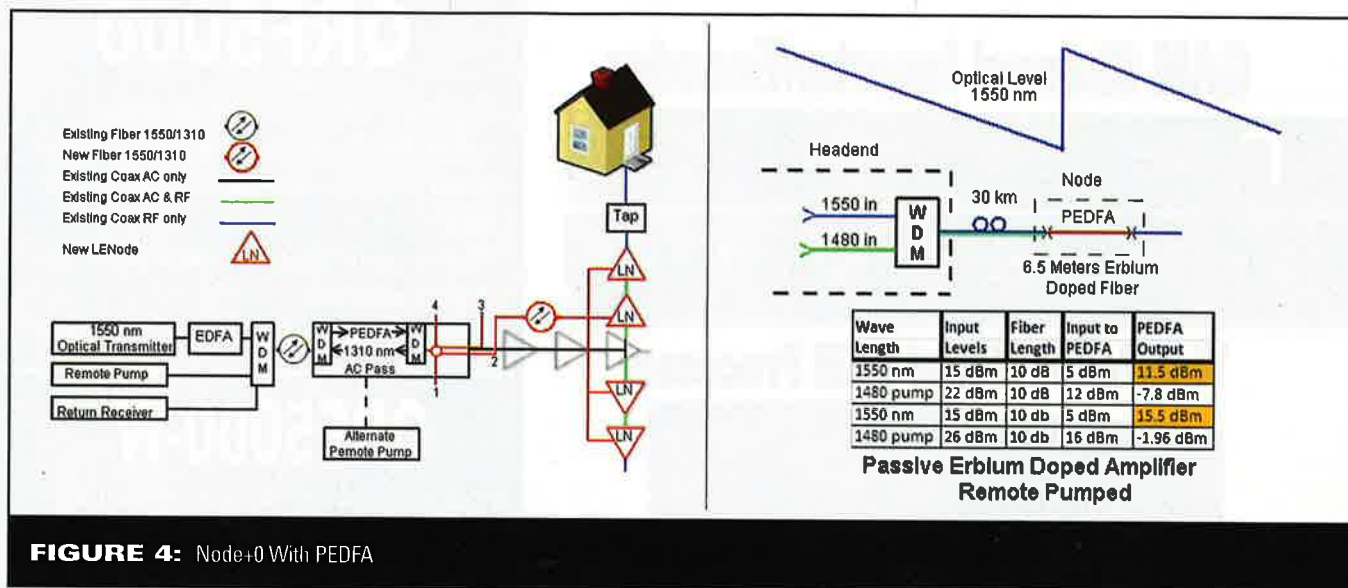 Existing Fiber 1550/1310
New Fiber 1550/1310
Existing Coax AC only
Existing Coax AC & RF
Existing Coax RF only
New LENode
LN
Tap
LN
LN
LN
LN
1550 nm
Optical Transmitter
EDFA
Remote Pump
Return Receiver
WDM
WDM
PEDFA
1310 nm
WDM
AC Pass
Alternate
Pemote Pump
4
3
2
1
Optical Level
1550 nm
Headend
1550 in
1480 in
WDM
30 km
Node
PEDFA
6.5 Meters Erbium
Doped Fiber
Wave Length Input Levels Fiber Length Input to PEDFA PEDFA Output
1550 nm 15 dBm 10 dB 5 dBm 11.5 dBm
1480 pump 22 dBm 10 dB 12 dBm -7.8 dBm
1550 nm 15 dBm 10 db 5 dBm 15.5 dBm
1480 pump 26 dBm 10 db 16 dBm -1.96 dBm
Passive Erbium Doped Amplifier
Remote Pumped
FIGURE 4: Node+0 With PEDFA